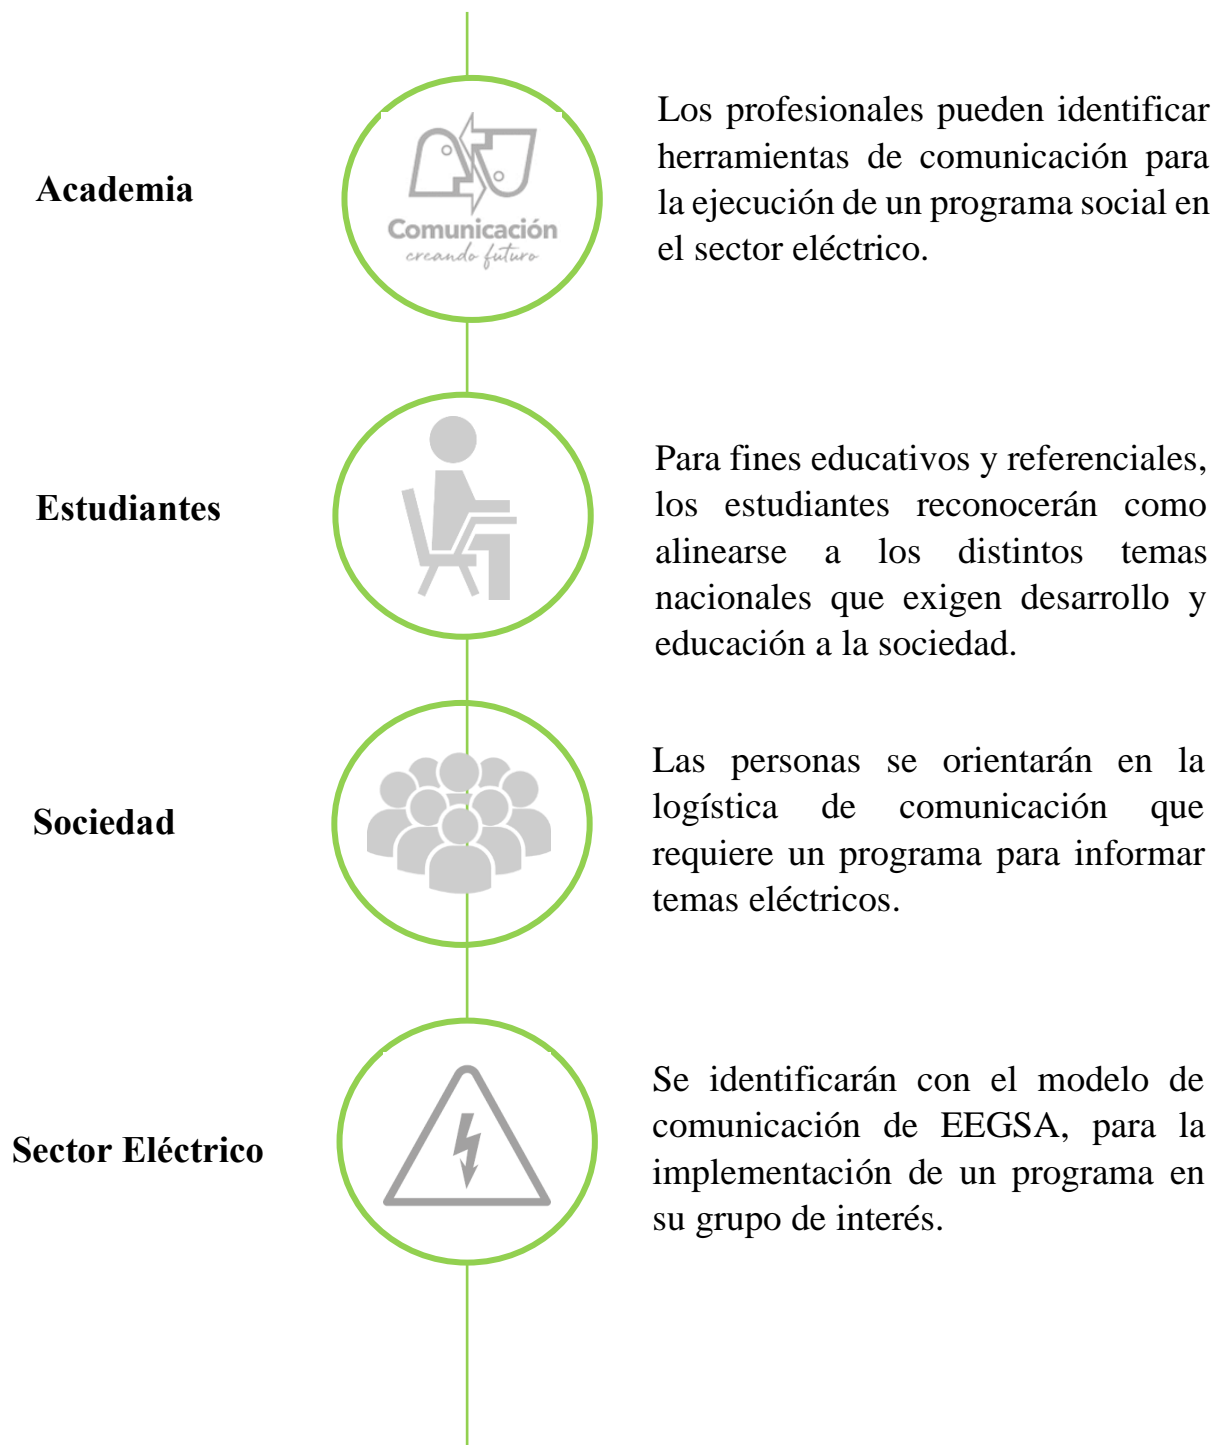 Academia
Comunicación
creando futuro
Los profesionales pueden identificar
herramientas de comunicación para
la ejecución de un programa social en
el sector eléctrico.
Estudiantes
Para fines educativos y referenciales,
los estudiantes reconocerán como
alinearse a los distintos temas
nacionales que exigen desarrollo y
educación a la sociedad.
Sociedad
Las personas se orientarán en la
logística de comunicación que
requiere un programa para informar
temas eléctricos.
Sector Eléctrico
Se identificarán con el modelo de
comunicación de EEGSA, para la
implementación de un programa en
su grupo de interés.